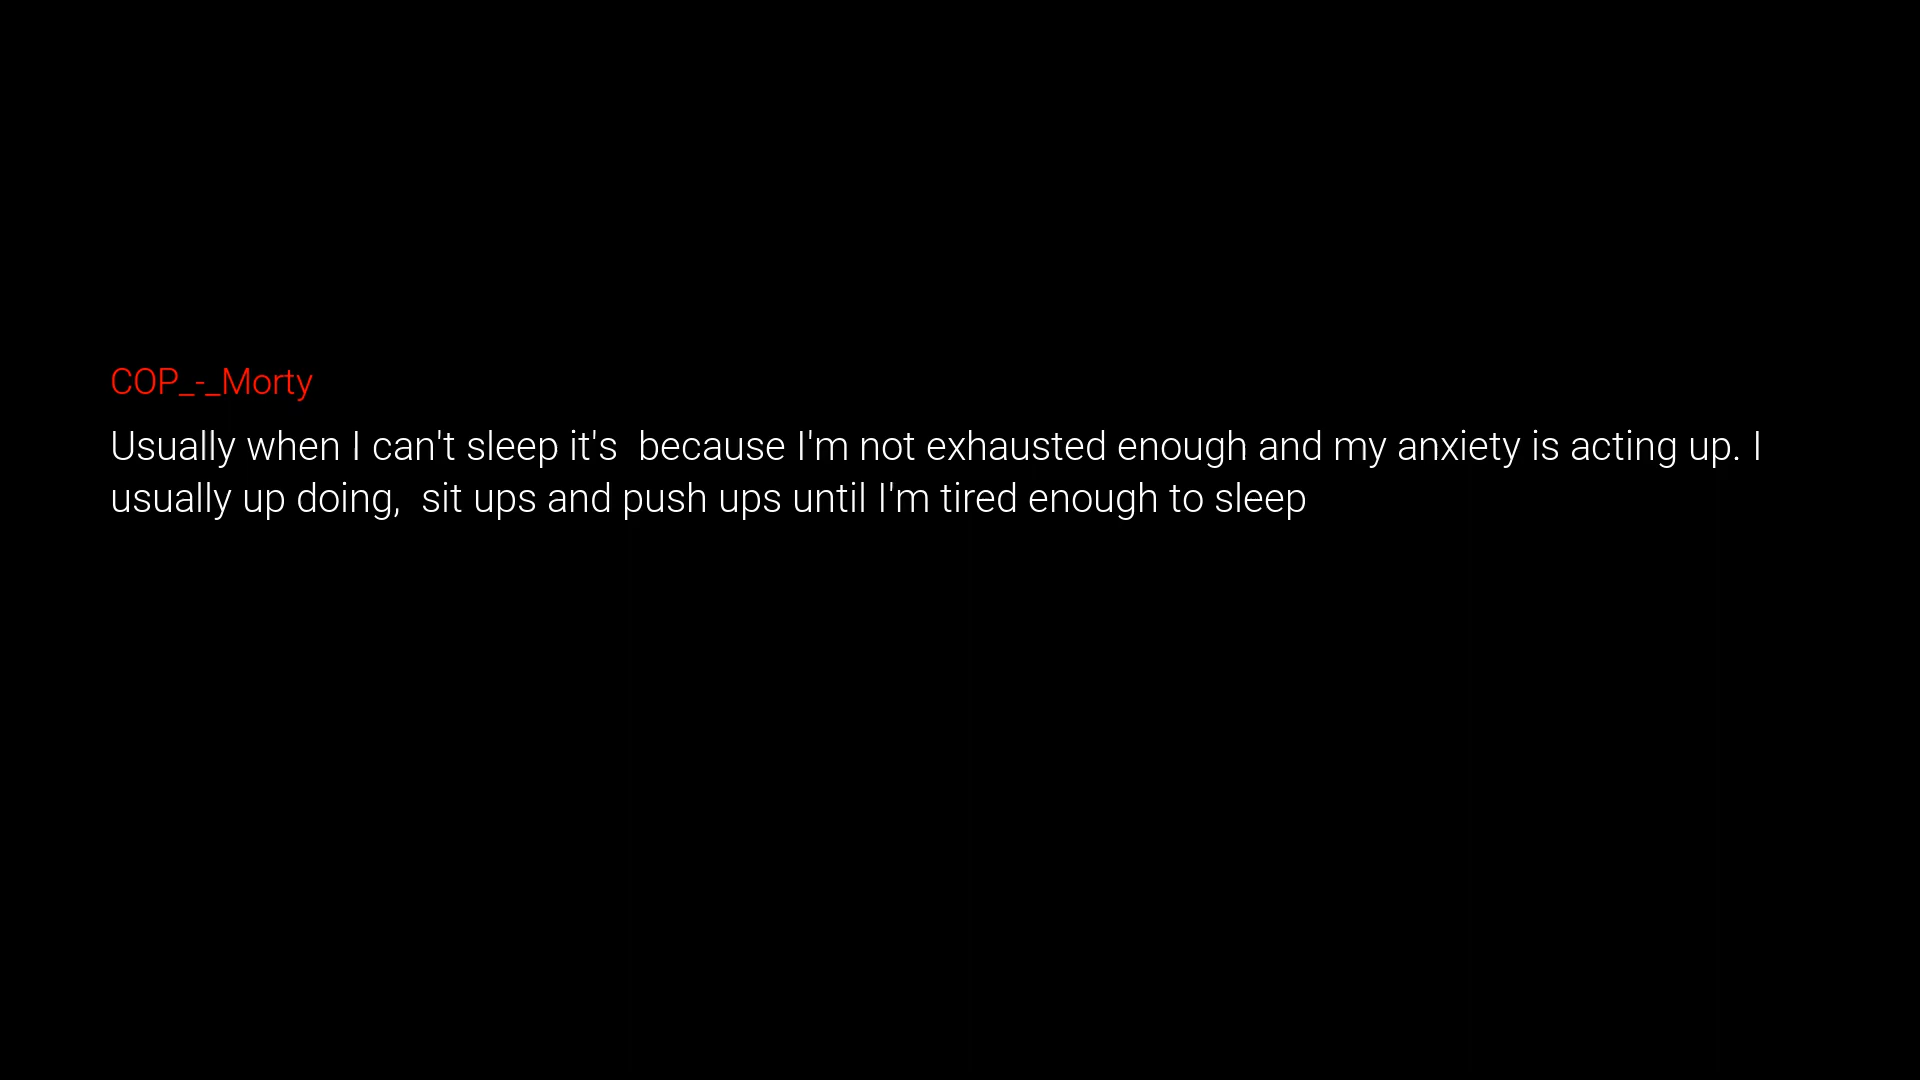 COP_-_Morty
Usually when I can't sleep it's  because I'm not exhausted enough and my anxiety is acting up. I
usually up doing,  sit ups and push ups until I'm tired enough to sleep